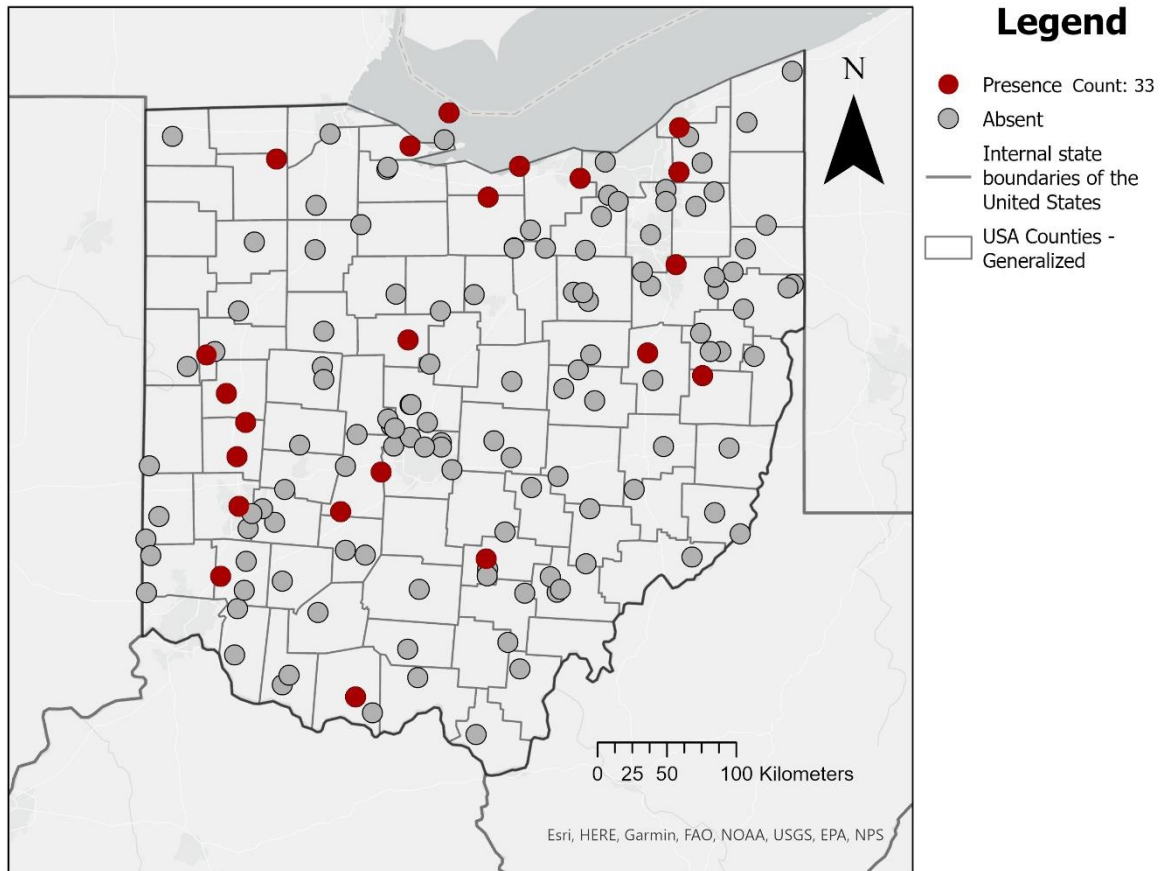 Legend
N
Presence Count: 33
Absent
Internal state
boundaries of the
United States
USA Counties -
Generalized
0 25 50 100 Kilometers
Esri, HERE, Garmin, FAO, NOAA, USGS, EPA, NPS